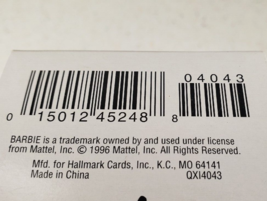 04043
0 15012 45248 8
BARBIE is a trademark owned by and used under license
from Mattel, Inc. © 1996 Mattel, Inc. All Rights Reserved.
Mfd. for Hallmark Cards, Inc., K.C., MO 64141
Made in China QXI4043